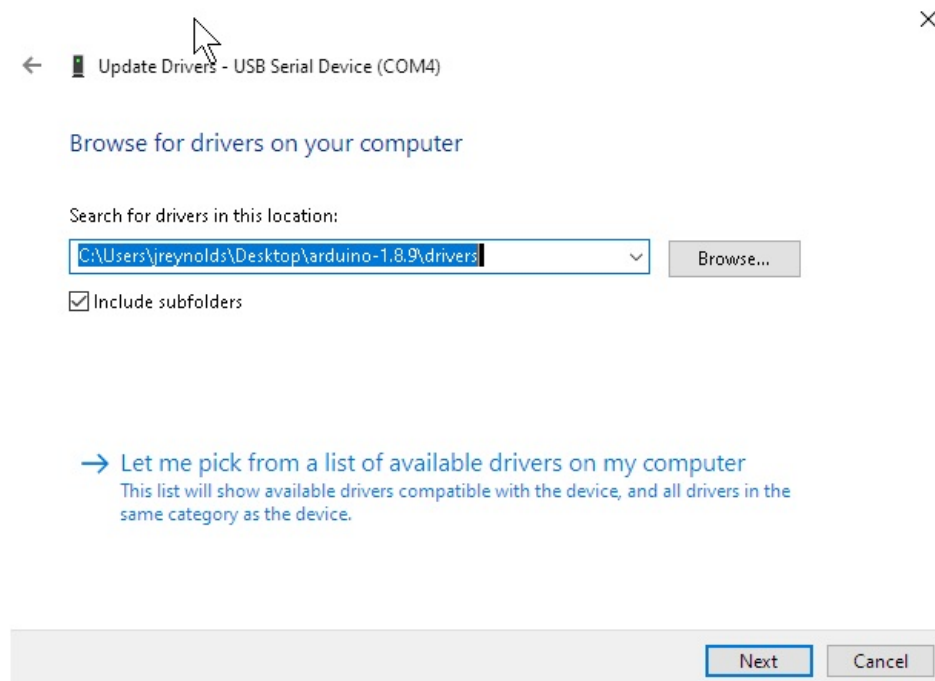 Update Drivers - USB Serial Device (COM4)
Browse for drivers on your computer
Search for drivers in this location:
C:\Users\jreynolds\Desktop\arduino-1.8.9\drivers
Browse...
Include subfolders
Let me pick from a list of available drivers on my computer
This list will show available drivers compatible with the device, and all drivers in the
same category as the device.
Next
Cancel